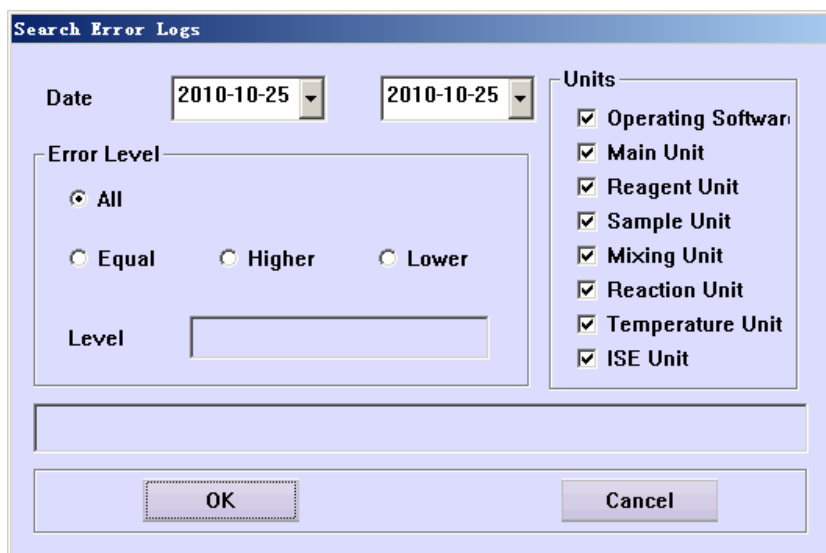 Search Error Logs
Date 2010-10-25 2010-10-25
Units
Operating Softwar
Main Unit
Reagent Unit
Sample Unit
Mixing Unit
Reaction Unit
Temperature Unit
ISE Unit
Error Level
All
Equal Higher Lower
Level
OK Cancel